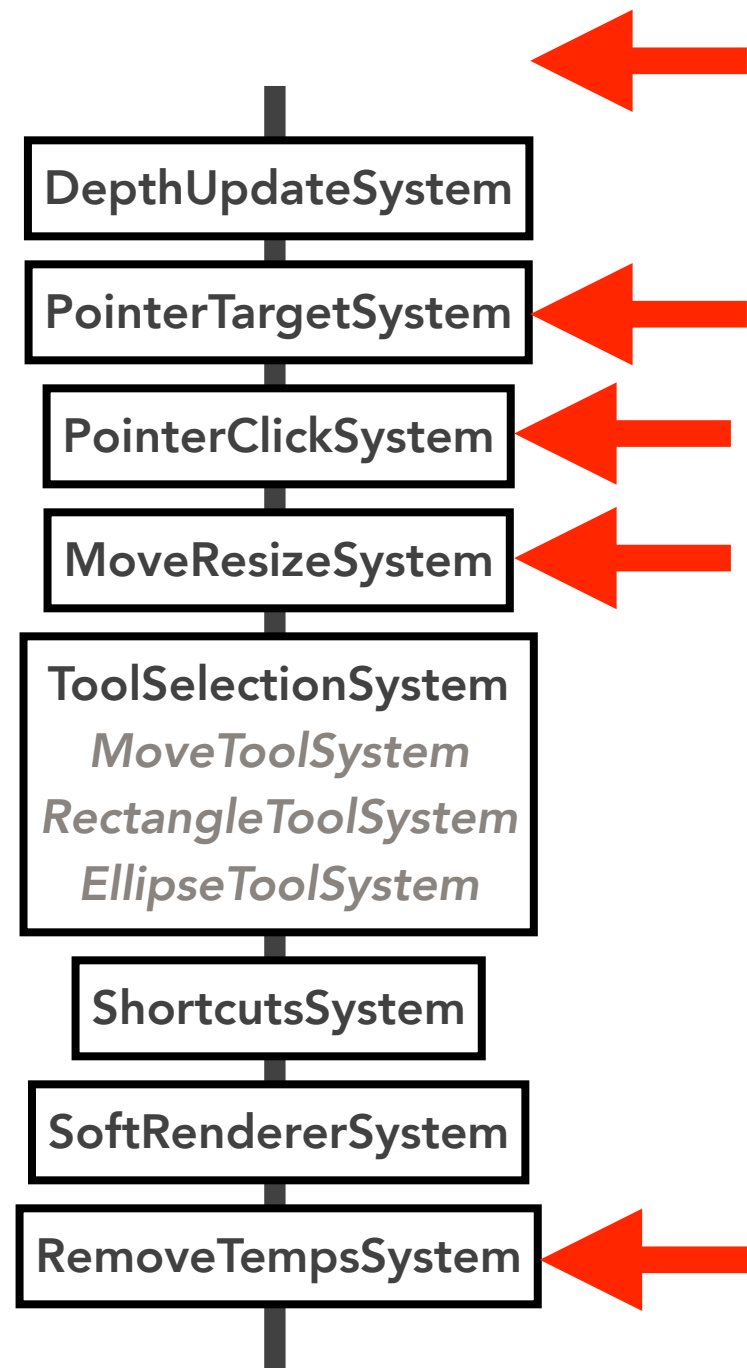 DepthUpdateSystem
PointerTargetSystem
PointerClickSystem
MoveResizeSystem
ToolSelectionSystem
MoveToolSystem
RectangleToolSystem
EllipseToolSystem
ShortcutsSystem
SoftRendererSystem
RemoveTempsSystem